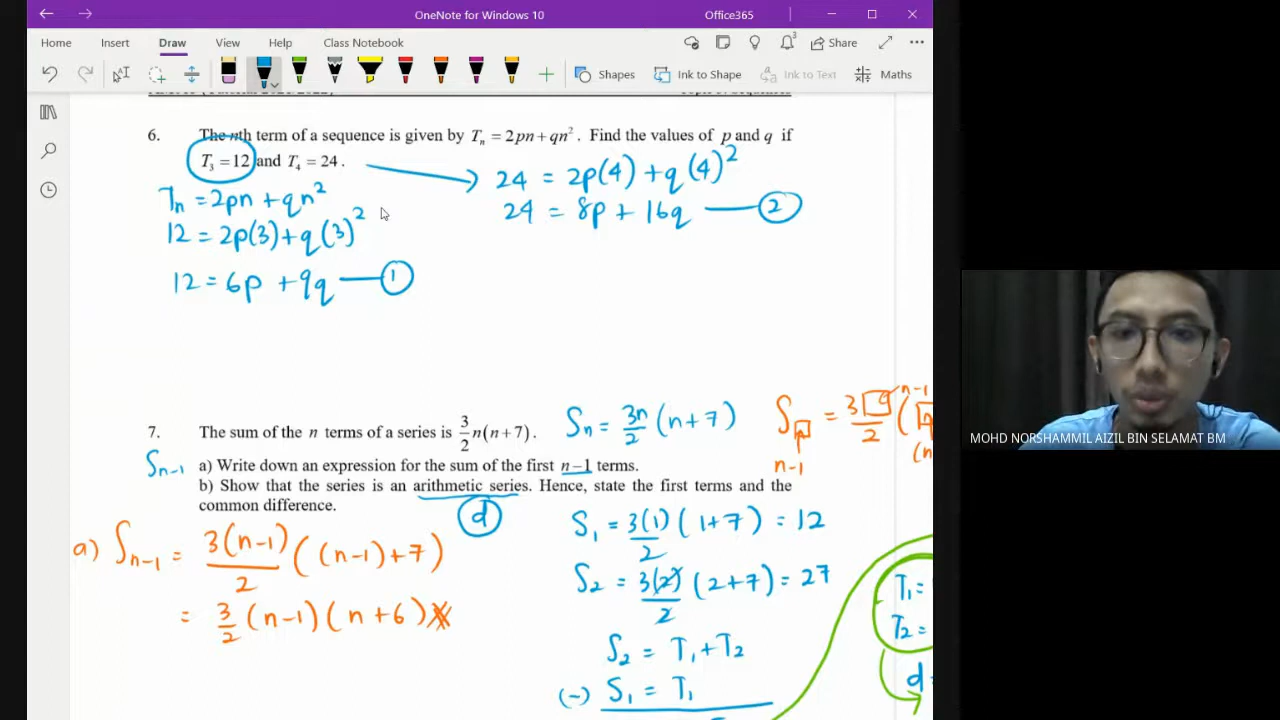 OneNote for Windows 10
Office365
Home Insert Draw View Help Class Notebook
3
Share
Shapes
Ink to Shape
Ink to Text
Maths
6. The nth term of a sequence is given by Tₙ = 2pn + qn². Find the values of p and q if
T₃ = 12 and T₄ = 24.
24 = 2p(4) + q(4)²
24 = 8p + 16q —— ②
Tₙ = 2pn + qn²
12 = 2p(3) + q(3)²
12 = 6p + 9q —— ①
7. The sum of the n terms of a series is 3/2 n(n+7).
Sₙ = 3n/2 (n+7)
Sₙ₋₁
a) Write down an expression for the sum of the first n−1 terms.
b) Show that the series is an arithmetic series. Hence, state the first terms and the
common difference.
d
n-1
S□ = 3□/2 (
n-1
(n
a) Sₙ₋₁ = 3(n-1)/2 ((n-1)+7)
= 3/2 (n-1)(n+6)
S₁ = 3(1)/2 (1+7) = 12
S₂ = 3(2)/2 (2+7) = 27
S₂ = T₁ + T₂
(-) S₁ = T₁
T₁ =
T₂ =
d
MOHD NORSHAMMIL AIZIL BIN SELAMAT BM